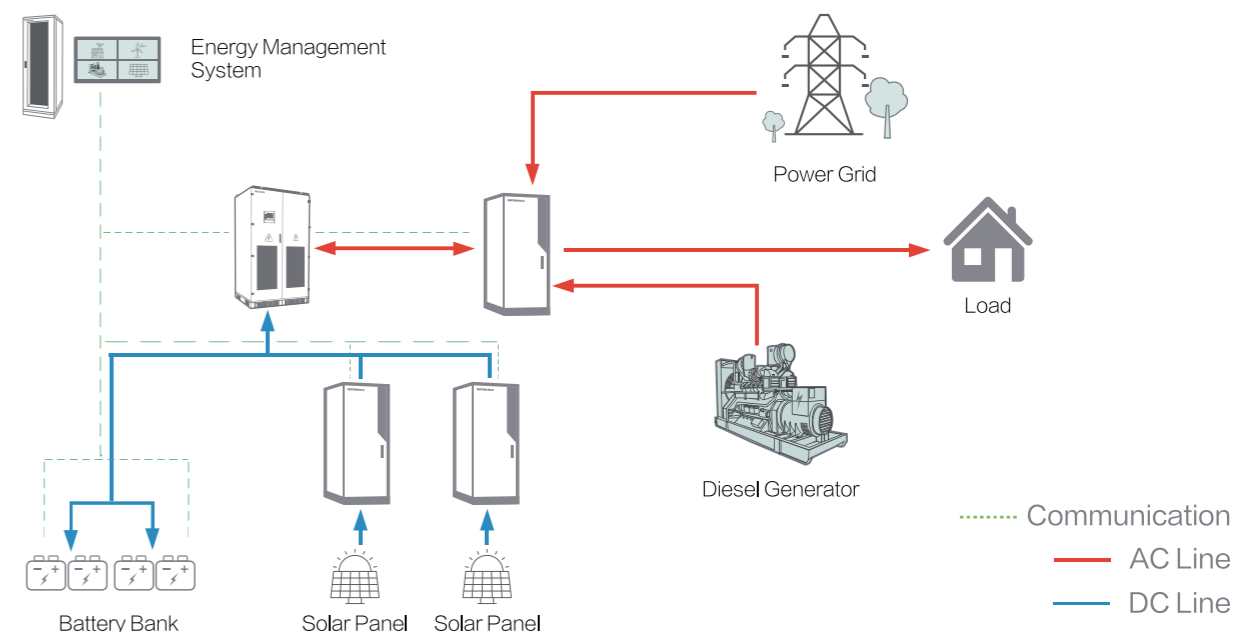 Energy Management
System
Power Grid
Load
Diesel Generator
Battery Bank
Solar Panel
Solar Panel
Communication
AC Line
DC Line